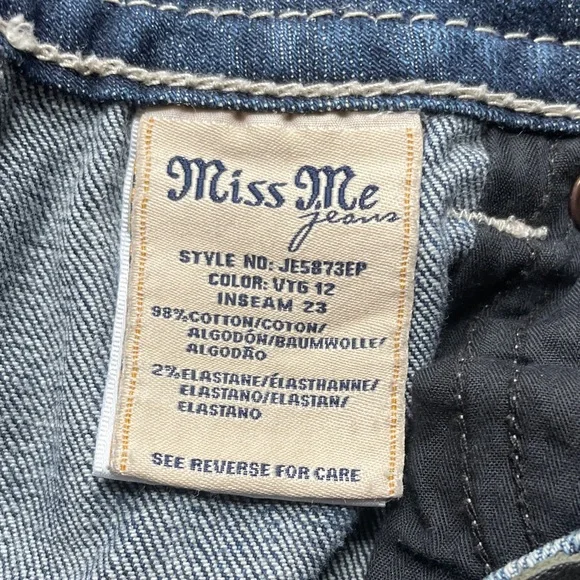 Miss Me
jeans
STYLE NO: JE5873EP
COLOR: VTG 12
INSEAM 23
98%COTTON/COTON/
ALGODÓN/BAUMWOLLE/
ALGODÃO
2%ELASTANE/ÉLASTHANNE/
ELASTANO/ELASTAN/
ELASTANO
SEE REVERSE FOR CARE